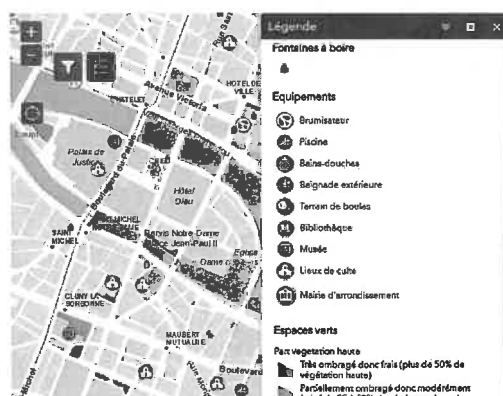 Légende
Fontaines à boire
Equipements
Brumisateur
Piscine
Bains-douches
Baignade extérieure
Terrain de boules
Bibliothèque
Musée
Lieux de culte
Mairie d'arrondissement
Espaces verts
Part vegetation haute
Très ombragé donc frais (plus de 50% de
végétation haute)
Partiellement ombragé donc modérément
HOTEL DE
VILLE
Avenue Victoria
CHATELET
Palais de
Justice
Boulevard du Palais
Hôtel
Dieu
SAINT
MICHEL
Parvis Notre-Dame
Place Jean-Paul II
CLUNY LA
SORBONNE
MAUBERT
MUTUALITE
Boulevard